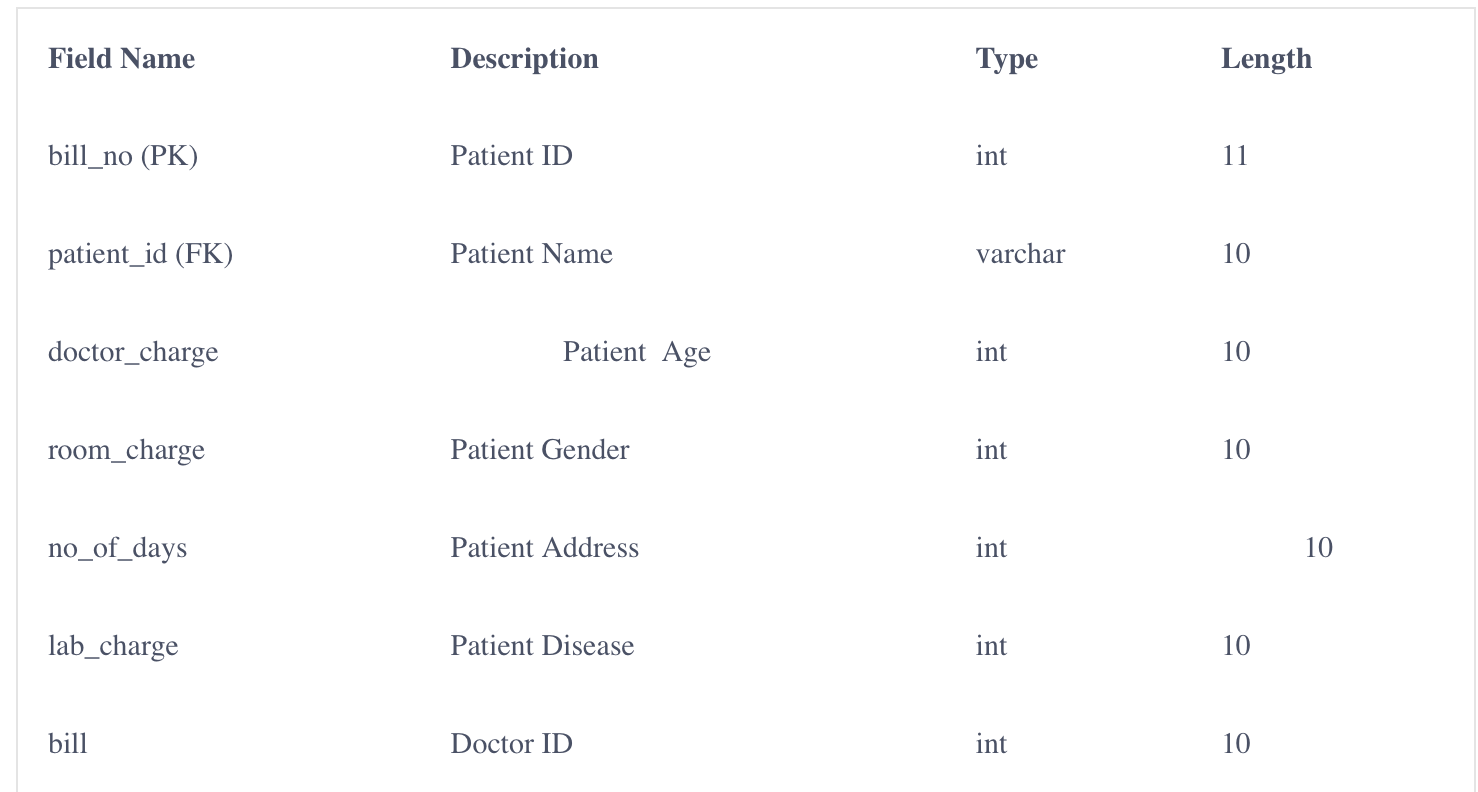 Field Name Description Type Length
bill_no (PK) Patient ID int 11
patient_id (FK) Patient Name varchar 10
doctor_charge Patient Age int 10
room_charge Patient Gender int 10
no_of_days Patient Address int 10
lab_charge Patient Disease int 10
bill Doctor ID int 10